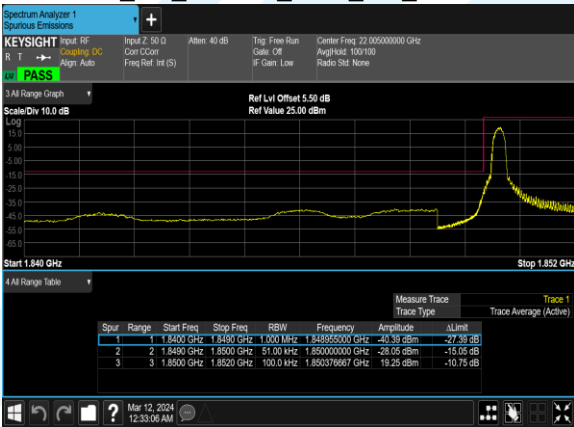 Spectrum Analyzer 1
Spurious Emissions
+
KEYSIGHT Input: RF Input Z: 50 Ω Atten: 40 dB Trig: Free Run Center Freq: 22.005000000 GHz
R T Coupling: DC Corr CCorr Gate: Off Avg|Hold: 100/100
Align: Auto Freq Ref: Int (S) IF Gain: Low Radio Std: None
PASS
3 All Range Graph
Ref Lvl Offset 5.50 dB
Scale/Div 10.0 dB Ref Value 25.00 dBm
Log
15.0
5.00
-5.00
-15.0
-25.0
-35.0
-45.0
-55.0
-65.0
Start 1.840 GHz Stop 1.852 GHz
4 All Range Table
Measure Trace Trace 1
Trace Type Trace Average (Active)
Spur Range Start Freq Stop Freq RBW Frequency Amplitude ΔLimit
1 1 1.8400 GHz 1.8490 GHz 1.000 MHz 1.848955000 GHz -40.39 dBm -27.39 dB
2 2 1.8490 GHz 1.8500 GHz 51.00 kHz 1.850000000 GHz -28.05 dBm -15.05 dB
3 3 1.8500 GHz 1.8520 GHz 100.0 kHz 1.850376667 GHz 19.25 dBm -10.75 dB
? Mar 12, 2024
12:33:06 AM